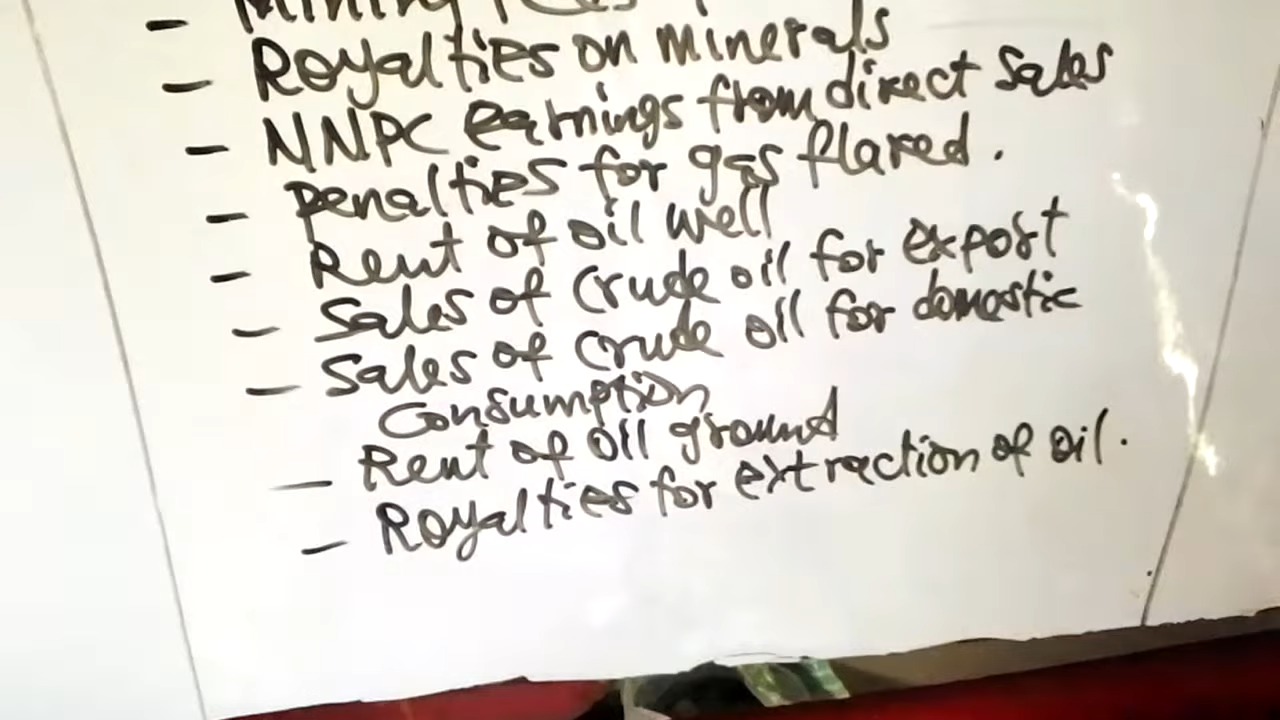 - Mining
- Royalties on minerals
- NNPC earnings from direct sales
- Penalties for gas flared.
- Rent of oil well
- Sales of crude oil for export
- Sales of crude oil for domestic
Consumption
- Rent of oil ground
- Royalties for extraction of oil.